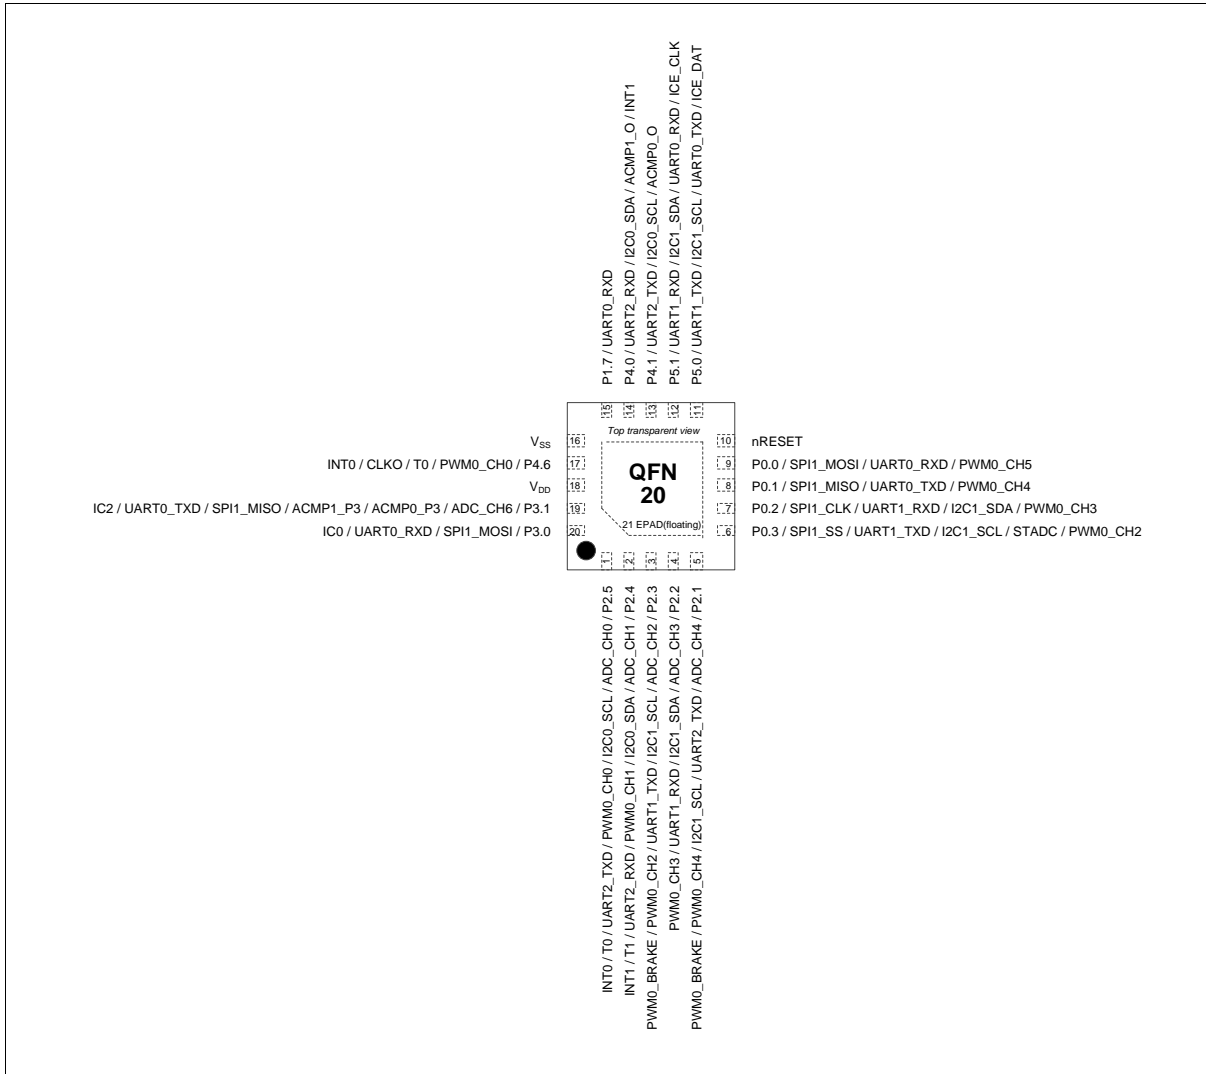 P1.7 / UART0_RXD
P4.0 / UART2_RXD / I2C0_SDA / ACMP1_O / INT1
P4.1 / UART2_TXD / I2C0_SCL / ACMP0_O
P5.1 / UART1_RXD / I2C1_SDA / UART0_RXD / ICE_CLK
P5.0 / UART1_TXD / I2C1_SCL / UART0_TXD / ICE_DAT
15
14
13
12
11
Top transparent view
VSS
16
10
nRESET
INT0 / CLKO / T0 / PWM0_CH0 / P4.6
17
9
P0.0 / SPI1_MOSI / UART0_RXD / PWM0_CH5
VDD
18
8
P0.1 / SPI1_MISO / UART0_TXD / PWM0_CH4
IC2 / UART0_TXD / SPI1_MISO / ACMP1_P3 / ACMP0_P3 / ADC_CH6 / P3.1
19
7
P0.2 / SPI1_CLK / UART1_RXD / I2C1_SDA / PWM0_CH3
IC0 / UART0_RXD / SPI1_MOSI / P3.0
20
6
P0.3 / SPI1_SS / UART1_TXD / I2C1_SCL / STADC / PWM0_CH2
QFN
20
21 EPAD(floating)
1
2
3
4
5
INT0 / T0 / UART2_TXD / PWM0_CH0 / I2C0_SCL / ADC_CH0 / P2.5
INT1 / T1 / UART2_RXD / PWM0_CH1 / I2C0_SDA / ADC_CH1 / P2.4
PWM0_BRAKE / PWM0_CH2 / UART1_TXD / I2C1_SCL / ADC_CH2 / P2.3
PWM0_CH3 / UART1_RXD / I2C1_SDA / ADC_CH3 / P2.2
PWM0_BRAKE / PWM0_CH4 / I2C1_SCL / UART2_TXD / ADC_CH4 / P2.1